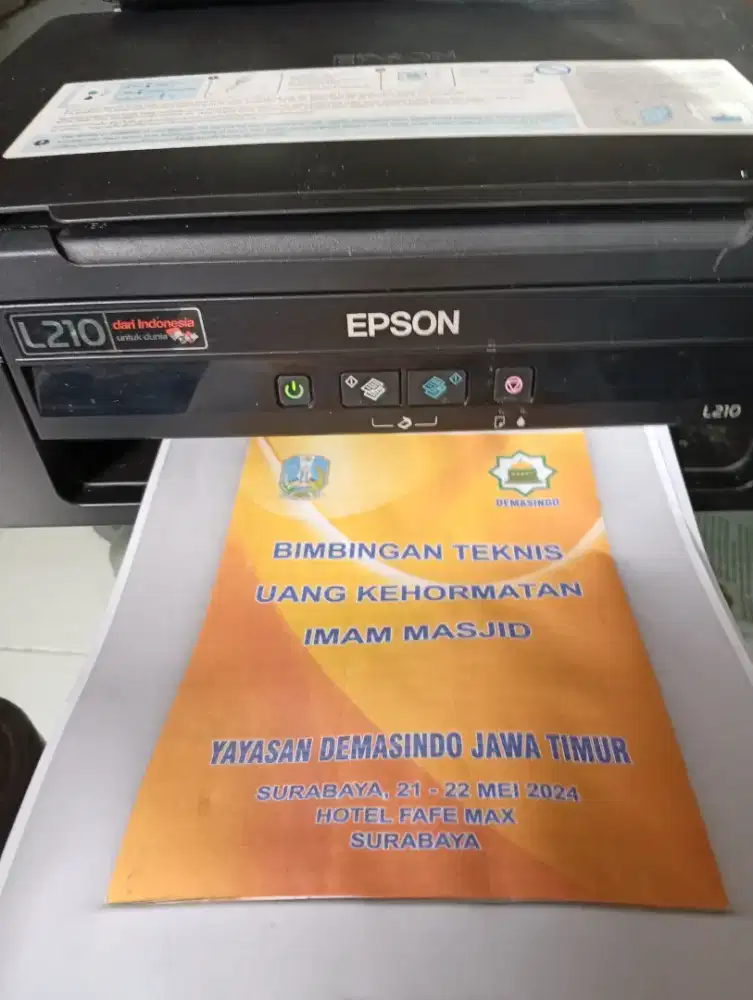 EPSON
L210 dari Indonesia
untuk dunia
EPSON
L210
DEMASINDO
BIMBINGAN TEKNIS
UANG KEHORMATAN
IMAM MASJID
YAYASAN DEMASINDO JAWA TIMUR
SURABAYA, 21 - 22 MEI 2024
HOTEL FAFE MAX
SURABAYA